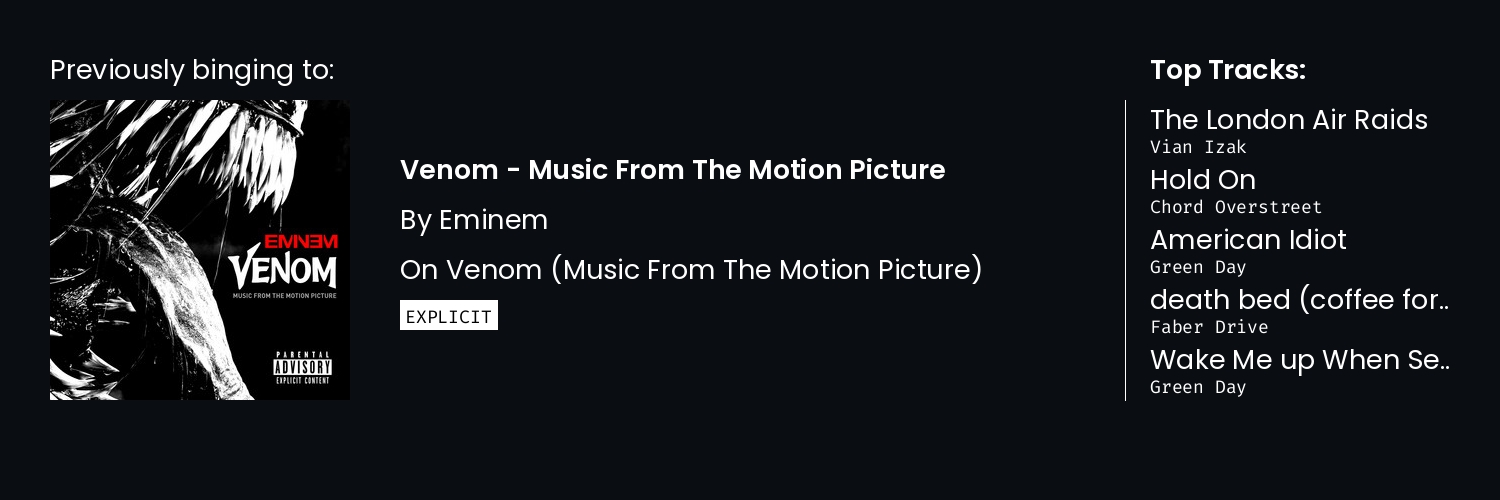 Previously binging to:
EMINEM
VENOM
MUSIC FROM THE MOTION PICTURE
PARENTAL
ADVISORY
EXPLICIT CONTENT
Venom - Music From The Motion Picture
By Eminem
On Venom (Music From The Motion Picture)
EXPLICIT
Top Tracks:
The London Air Raids
Vian Izak
Hold On
Chord Overstreet
American Idiot
Green Day
death bed (coffee for..
Faber Drive
Wake Me up When Se..
Green Day